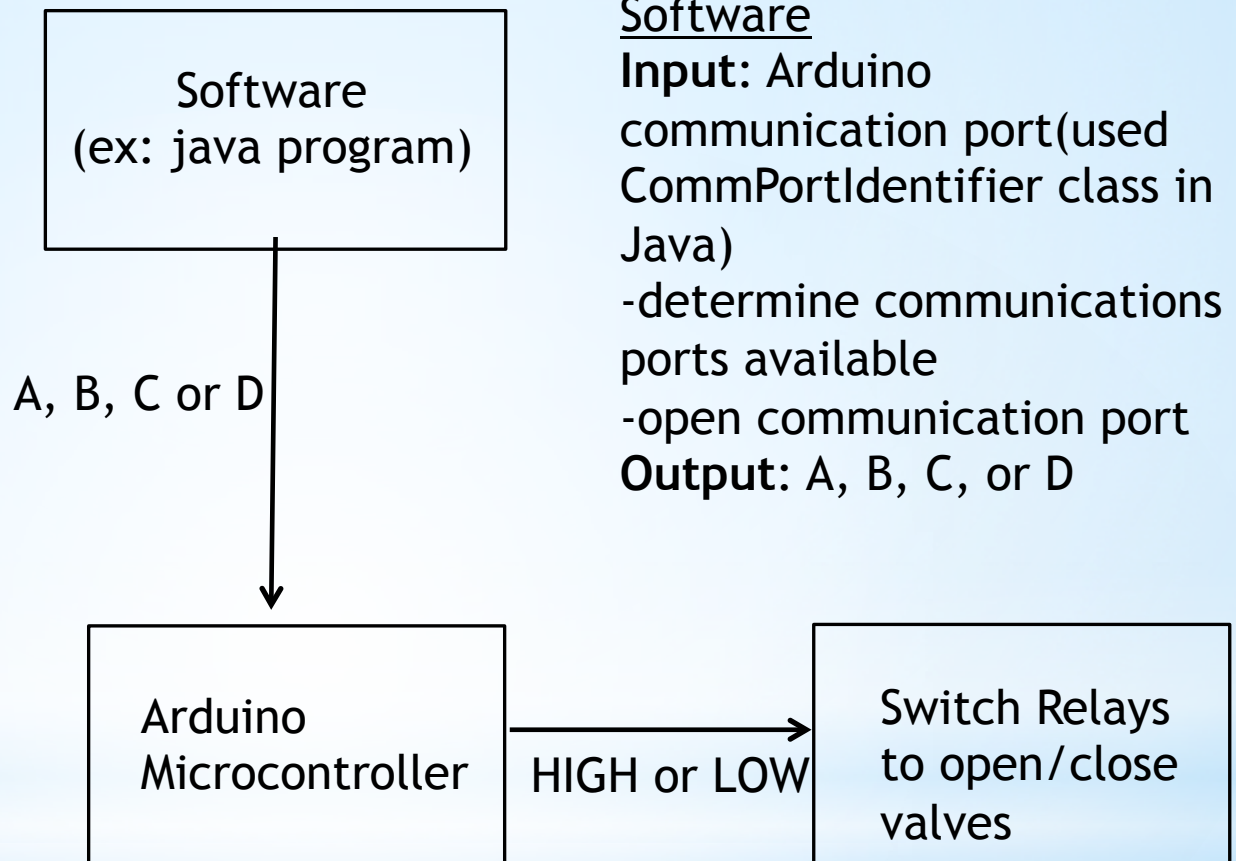 Software
(ex: java program)
A, B, C or D
Software
Input: Arduino
communication port(used
CommPortIdentifier class in
Java)
-determine communications
ports available
-open communication port
Output: A, B, C, or D
Arduino
Microcontroller
HIGH or LOW
Switch Relays
to open/close
valves